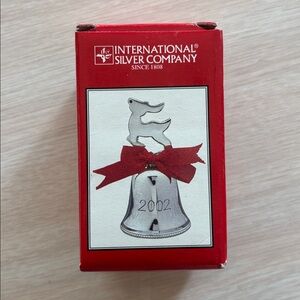 INTERNATIONAL®
SILVER COMPANY
SINCE 1808
2002